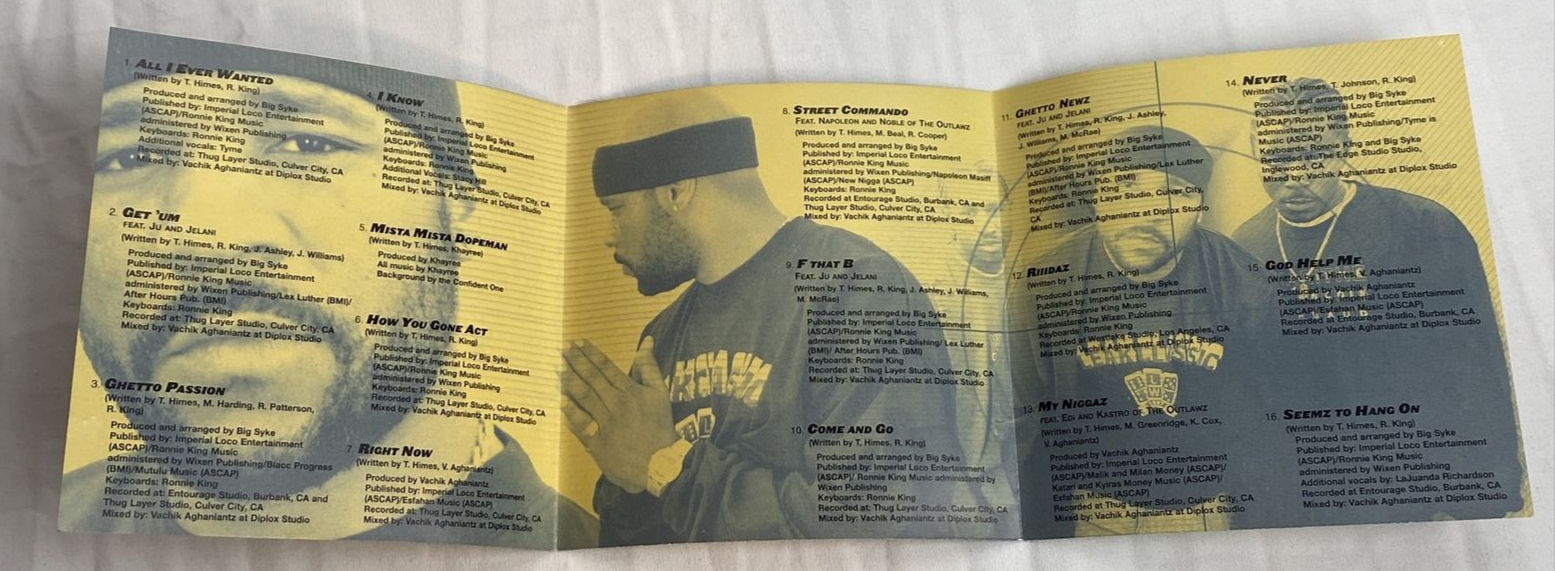 1. ALL I EVER WANTED
(Written by T. Himes, R. King)
Produced and arranged by Big Syke
Published by: Imperial Loco Entertainment
(ASCAP)/Ronnie King Music
administered by Wixen Publishing
Keyboards: Ronnie King
Additional vocals: Tyme
Recorded at: Thug Layer Studio, Culver City, CA
Mixed by: Vachik Aghaniantz at Diplox Studio
2. GET 'UM
FEAT. JU AND JELANI
(Written by T. Himes, R. King, J. Ashley, J. Williams)
Produced and arranged by Big Syke
Published by: Imperial Loco Entertainment
(ASCAP)/Ronnie King Music
administered by Wixen Publishing/Lex Luther (BMI)/
After Hours Pub. (BMI)
Keyboards: Ronnie King
Recorded at: Thug Layer Studio, Culver City, CA
Mixed by: Vachik Aghaniantz at Diplox Studio
3. GHETTO PASSION
(Written by T. Himes, M. Harding, R. Patterson,
R. King)
Produced and arranged by Big Syke
Published by: Imperial Loco Entertainment
(ASCAP)/Ronnie King Music
administered by Wixen Publishing/Blacc Progress
(BMI)/Mutulu Music (ASCAP)
Keyboards: Ronnie King
Recorded at: Entourage Studio, Burbank, CA and
Thug Layer Studio, Culver City, CA
Mixed by: Vachik Aghaniantz at Diplox Studio
4. I KNOW
(Written by T. Himes, R. King)
Produced and arranged by Big Syke
Published by: Imperial Loco Entertainment
(ASCAP)/Ronnie King Music
administered by Wixen Publishing
Keyboards: Ronnie King
Additional Vocals: Stacy Hill
Recorded at: Thug Layer Studio, Culver City, CA
Mixed by: Vachik Aghaniantz at Diplox Studio
5. MISTA MISTA DOPEMAN
(Written by T. Himes, Khayree)
Produced by Khayree
All music by Khayree
Background by the Confident One
6. HOW YOU GONE ACT
(Written by T. Himes, R. King)
Produced and arranged by Big Syke
Published by: Imperial Loco Entertainment
(ASCAP)/Ronnie King Music
administered by Wixen Publishing
Keyboards: Ronnie King
Recorded at: Thug Layer Studio, Culver City, CA
Mixed by: Vachik Aghaniantz at Diplox Studio
7. RIGHT NOW
(Written by T. Himes, V. Aghaniantz)
Produced by Vachik Aghaniantz
Published by: Imperial Loco Entertainment
(ASCAP)/Esfahan Music (ASCAP)
Recorded at: Thug Layer Studio, Culver City, CA
Mixed by: Vachik Aghaniantz at Diplox Studio
8. STREET COMMANDO
FEAT. NAPOLEON AND NOBLE OF THE OUTLAWZ
(Written by T. Himes, M. Beal, R. Cooper)
Produced and arranged by Big Syke
Published by: Imperial Loco Entertainment
(ASCAP)/Ronnie King Music
administered by Wixen Publishing/Napoleon Masiff
(ASCAP)/New Nigga (ASCAP)
Keyboards: Ronnie King
Recorded at Entourage Studio, Burbank, CA and
Thug Layer Studio, Culver City, CA
Mixed by: Vachik Aghaniantz at Diplox Studio
9. F THAT B
FEAT. JU AND JELANI
(Written by T. Himes, R. King, J. Ashley, J. Williams,
M. McRae)
Produced and arranged by Big Syke
Published by: Imperial Loco Entertainment
(ASCAP)/Ronnie King Music
administered by Wixen Publishing/ Lex Luther
(BMI)/ After Hours Pub. (BMI)
Keyboards: Ronnie King
Recorded at: Thug Layer Studio, Culver City, CA
Mixed by: Vachik Aghaniantz at Diplox Studio
10. COME AND GO
(Written by T, Himes, R. King)
Produced and arranged by Big Syke
Published by: Imperial Loco Entertainment
(ASCAP)/ Ronnie King Music administered by
Wixen Publishing
Keyboards: Ronnie King
Recorded at: Thug Layer Studio, Culver City, CA
Mixed by: Vachik Aghaniantz at Diplox Studio
11. GHETTO NEWZ
FEAT. JU AND JELANI
(Written by T. Himes, R. King, J. Ashley,
J. Williams, M. McRae)
Produced and arranged by Big Syke
Published by: Imperial Loco Entertainment
(ASCAP)/Ronnie King Music
administered by Wixen Publishing/Lex Luther
(BMI)/After Hours Pub. (BMI)
Keyboards: Ronnie King
Recorded at: Thug Layer Studio, Culver City,
CA
Mixed by: Vachik Aghaniantz at Diplox Studio
12. RIIIDAZ
(Written by T. Himes, R. King)
Produced and arranged by Big Syke
Published by: Imperial Loco Entertainment
(ASCAP)/Ronnie King Music
administered by Wixen Publishing
Keyboards: Ronnie King
Recorded at Westlake Studio, Los Angeles, CA
Mixed by: Vachik Aghaniantz at Diplox Studio
13. MY NIGGAZ
FEAT. EDI AND KASTRO OF THE OUTLAWZ
(Written by T. Himes, M. Greenridge, K. Cox,
V. Aghaniantz)
Produced by Vachik Aghaniantz
Published by: Imperial Loco Entertainment
(ASCAP)/Malik and Milan Money (ASCAP)/
Katari and Kyiras Money Music (ASCAP)/
Esfahan Music (ASCAP)
Recorded at Thug Layer Studio, Culver City, CA
Mixed by: Vachik Aghaniantz at Diplox Studio
14. NEVER
(Written by T. Himes, T. Johnson, R. King)
Produced and arranged by Big Syke
Published by: Imperial Loco Entertainment
(ASCAP)/Ronnie King Music
administered by Wixen Publishing/Tyme is
Music (ASCAP)
Keyboards: Ronnie King and Big Syke
Recorded at: The Edge Studio Studio,
Inglewood, CA
Mixed by: Vachik Aghaniantz at Diplox Studio
15. GOD HELP ME
(Written by T. Himes, V. Aghaniantz)
Produced by Vachik Aghaniantz
Published by: Imperial Loco Entertainment
(ASCAP)/Esfahan Music (ASCAP)
Recorded at Entourage Studio, Burbank, CA
Mixed by: Vachik Aghaniantz at Diplox Studio
16. SEEMZ TO HANG ON
(Written by T. Himes, R. King)
Produced and arranged by Big Syke
Published by: Imperial Loco Entertainment
(ASCAP)/Ronnie King Music
administered by Wixen Publishing
Additional vocals by: LaJuanda Richardson
Recorded at Entourage Studio, Burbank, CA
Mixed by: Vachik Aghaniantz at Diplox Studio